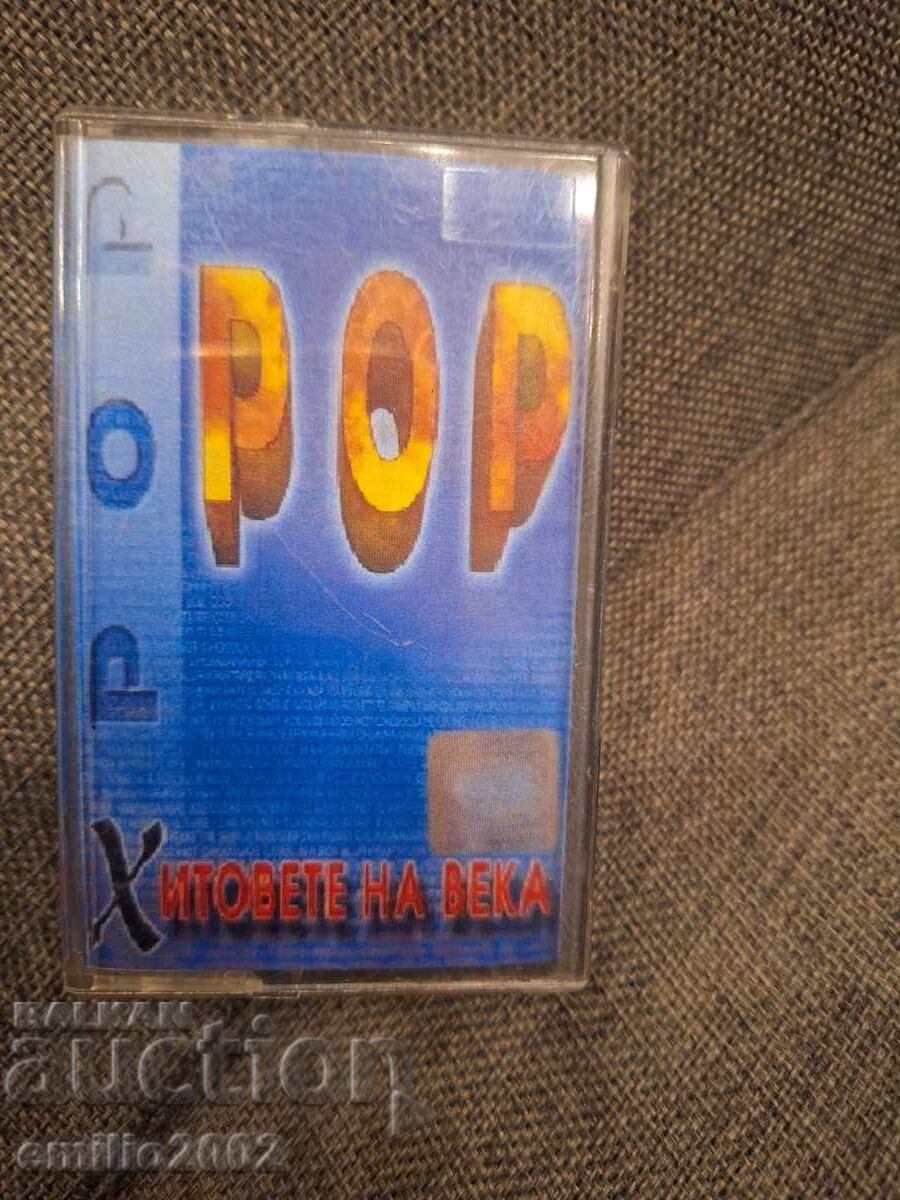 POP
POP
ХИТОВЕТЕ НА ВЕКА
BALKAN
auction
emilio2002